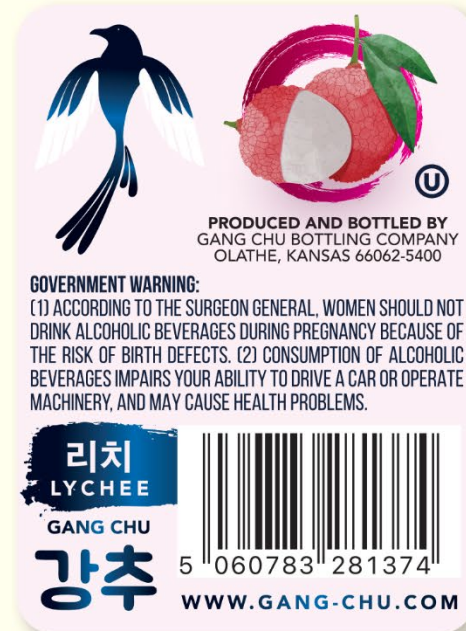 U
PRODUCED AND BOTTLED BY
GANG CHU BOTTLING COMPANY
OLATHE, KANSAS 66062-5400
GOVERNMENT WARNING:
(1) ACCORDING TO THE SURGEON GENERAL, WOMEN SHOULD NOT
DRINK ALCOHOLIC BEVERAGES DURING PREGNANCY BECAUSE OF
THE RISK OF BIRTH DEFECTS. (2) CONSUMPTION OF ALCOHOLIC
BEVERAGES IMPAIRS YOUR ABILITY TO DRIVE A CAR OR OPERATE
MACHINERY, AND MAY CAUSE HEALTH PROBLEMS.
리치
LYCHEE
GANG CHU
강추
5 060783 281374
WWW.GANG-CHU.COM